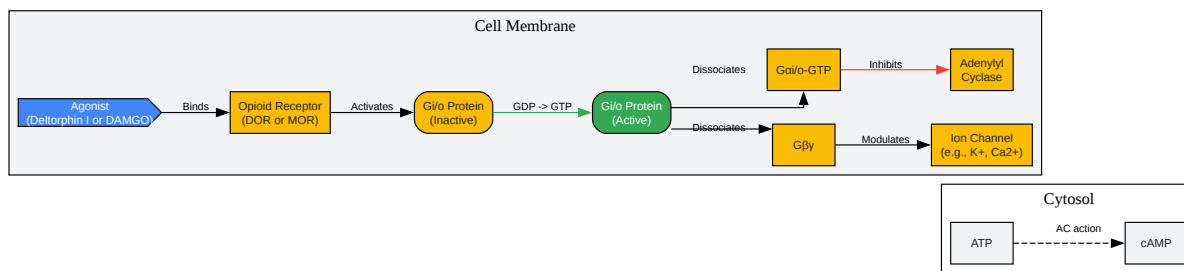 Cell Membrane
Agonist
(Deltorphin I or DAMGO)
Binds
Opioid Receptor
(DOR or MOR)
Activates
Gi/o Protein
(Inactive)
GDP -> GTP
Gi/o Protein
(Active)
Dissociates
Gαi/o-GTP
Inhibits
Adenylyl
Cyclase
Dissociates
Gβγ
Modulates
Ion Channel
(e.g., K+, Ca2+)
Cytosol
ATP
AC action
cAMP